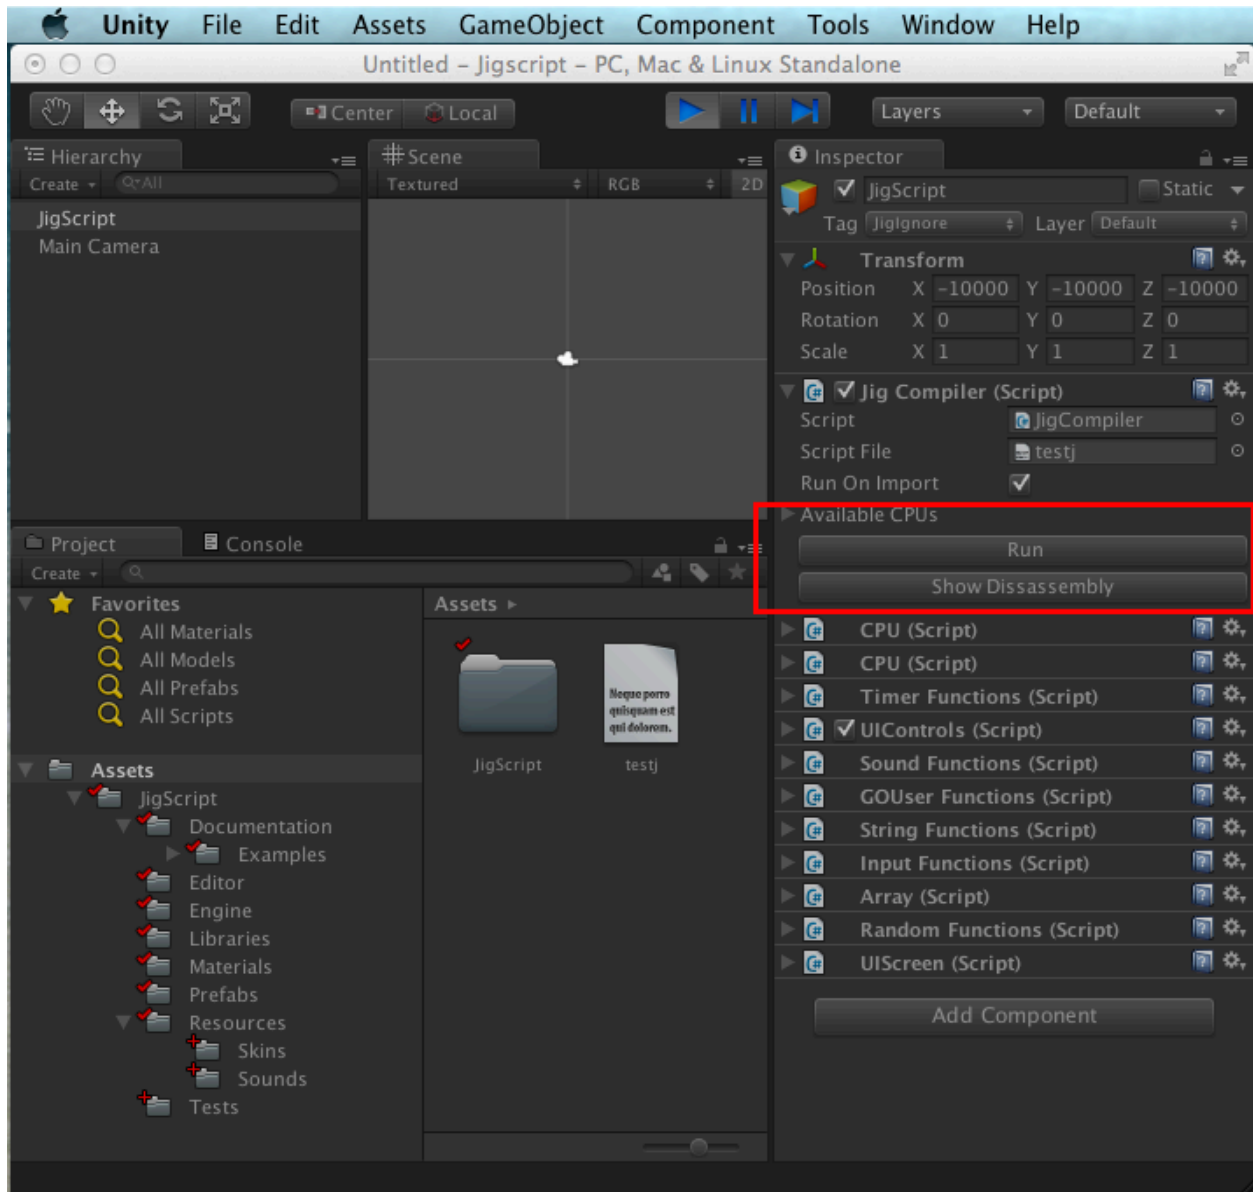 Unity File Edit Assets GameObject Component Tools Window Help
Untitled – Jigscript – PC, Mac & Linux Standalone
Center Local Layers Default
Hierarchy
Create All
JigScript
Main Camera
Scene
Textured RGB 2D
Inspector
JigScript Static
Tag JigIgnore Layer Default
Transform
Position X -10000 Y -10000 Z -10000
Rotation X 0 Y 0 Z 0
Scale X 1 Y 1 Z 1
Jig Compiler (Script)
Script JigCompiler
Script File testj
Run On Import
Available CPUs
Run
Show Dissassembly
CPU (Script)
CPU (Script)
Timer Functions (Script)
UIControls (Script)
Sound Functions (Script)
GOUser Functions (Script)
String Functions (Script)
Input Functions (Script)
Array (Script)
Random Functions (Script)
UIScreen (Script)
Add Component
Project Console
Create
Favorites
All Materials
All Models
All Prefabs
All Scripts
Assets
JigScript
Documentation
Examples
Editor
Engine
Libraries
Materials
Prefabs
Resources
Skins
Sounds
Tests
Assets
Neque porro
quisquam est
qui dolorem.
JigScript testj